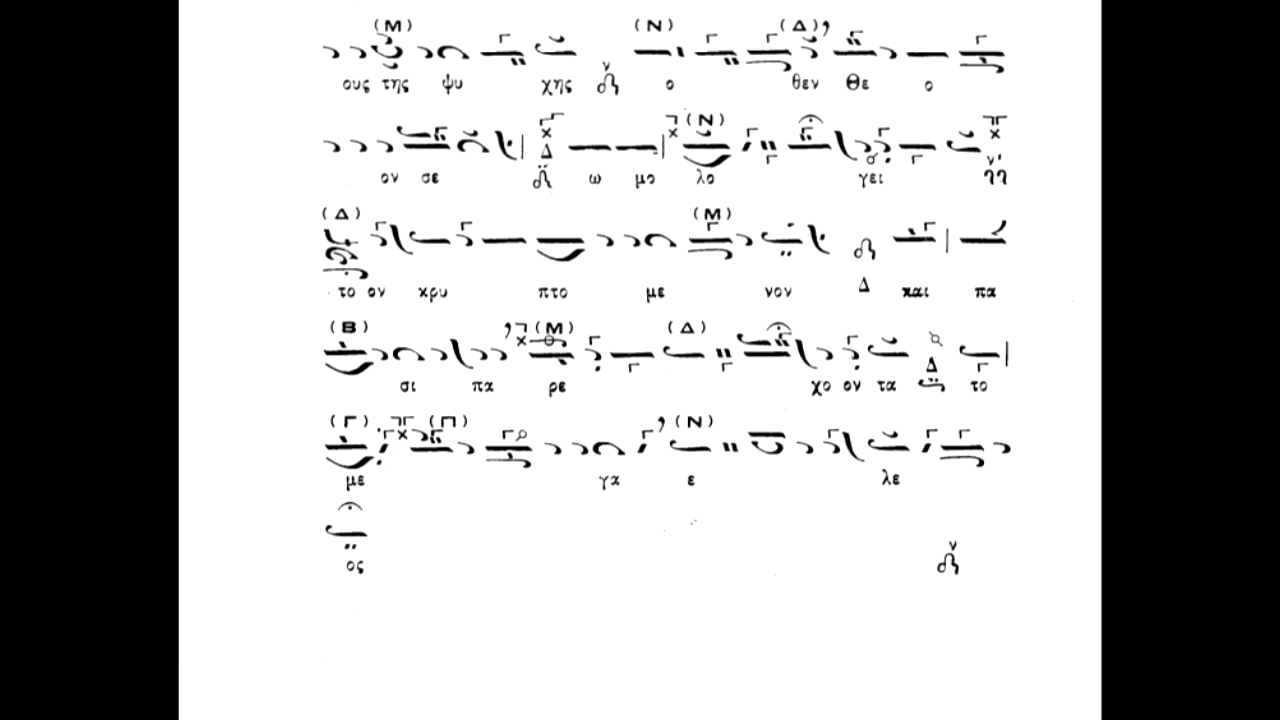 (Μ) (Ν) (Δ)
ους της ψυ χης ο θεν Θε ο
(Ν)
ον σε Δ ω μο λο γει
(Δ) (Μ)
το ον κρυ πτο με νον Δ και πα
(Β) (Μ) (Δ)
σι πα ρε χο ον τα Δ το
(Γ) (Π) (Ν)
με γα ε λε
ος